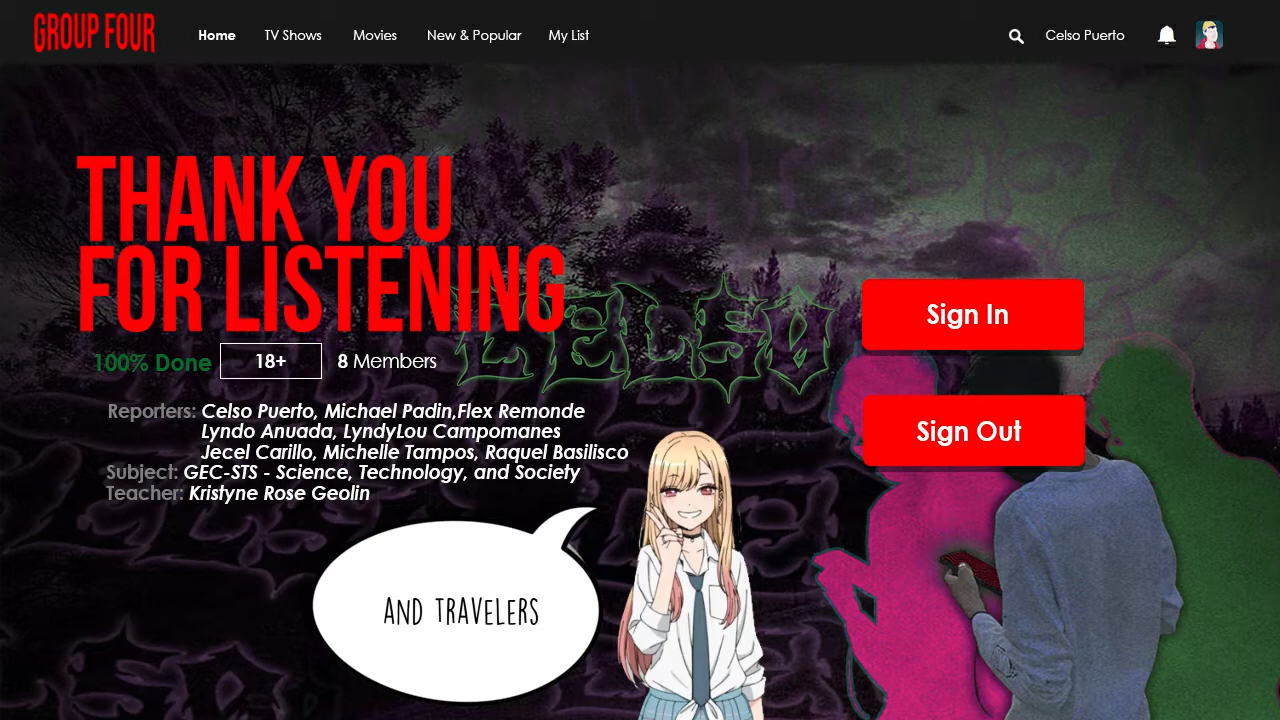 GROUP FOUR
Home TV Shows Movies New & Popular My List
Celso Puerto
THANK YOU
FOR LISTENING
CELSO
Sign In
100% Done 18+ 8 Members
Reporters: Celso Puerto, Michael Padin,Flex Remonde
Lyndo Anuada, LyndyLou Campomanes
Jecel Carillo, Michelle Tampos, Raquel Basilisco
Sign Out
Subject: GEC-STS - Science, Technology, and Society
Teacher: Kristyne Rose Geolin
AND TRAVELERS